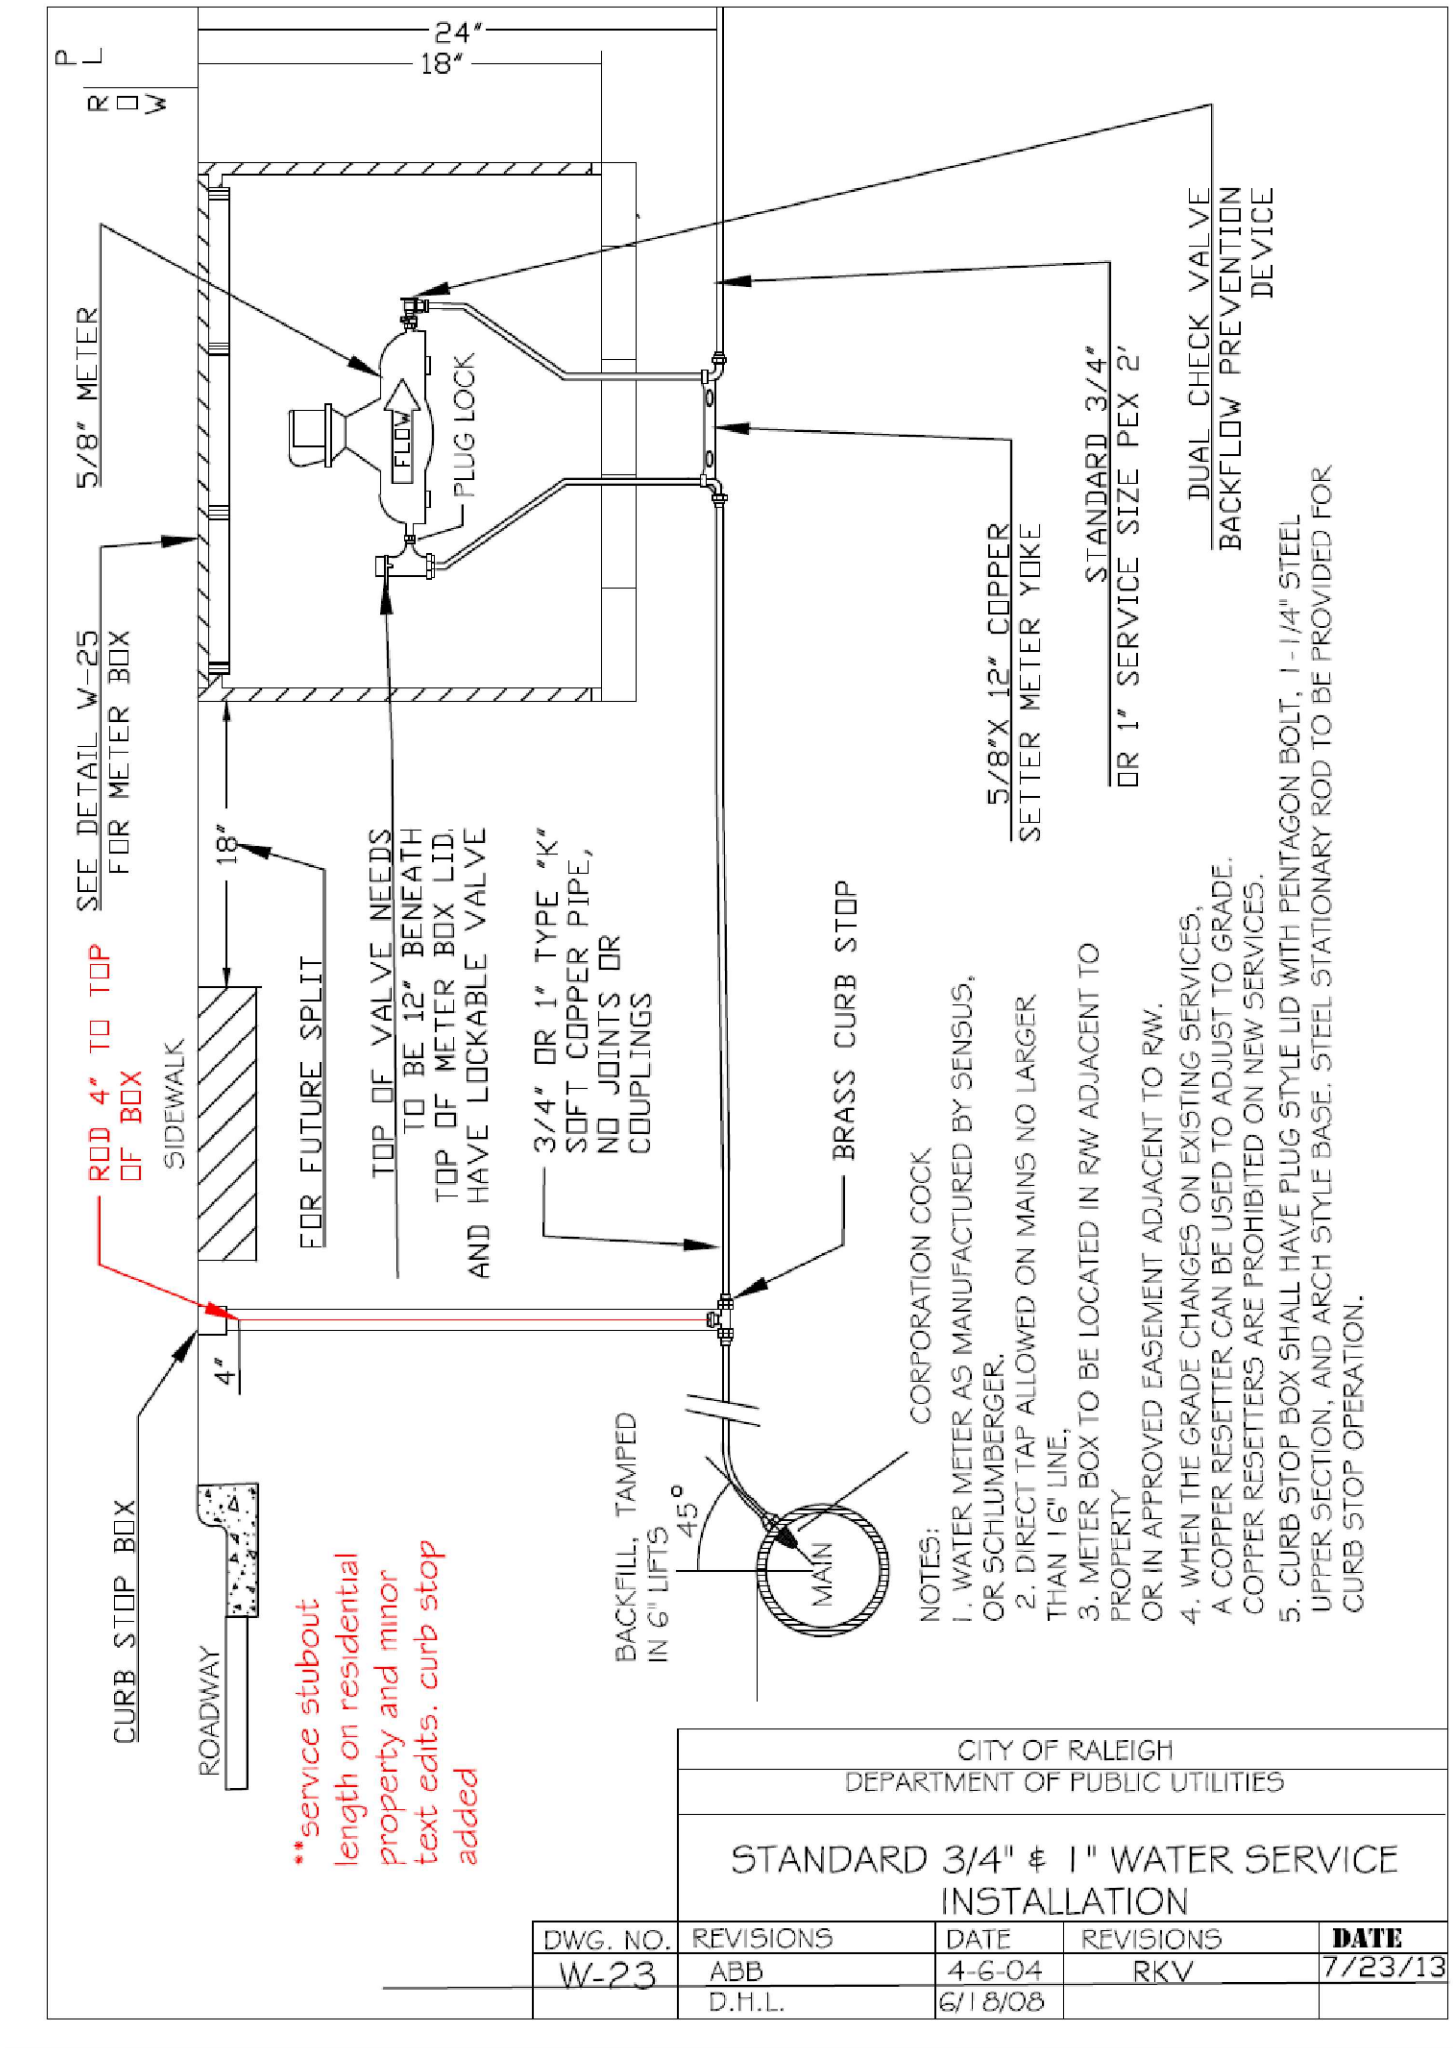 P
L
R
O
W
24"
18"
5/8" METER
SEE DETAIL W-25
FOR METER BOX
ROD 4" TO TOP
OF BOX
SIDEWALK
18"
FOR FUTURE SPLIT
CURB STOP BOX
4"
ROADWAY
FLOW
PLUG LOCK
TOP OF VALVE NEEDS
TO BE 12" BENEATH
TOP OF METER BOX LID.
AND HAVE LOCKABLE VALVE
3/4" OR 1" TYPE "K"
SOFT COPPER PIPE,
NO JOINTS OR
COUPLINGS
BRASS CURB STOP
5/8"X 12" COPPER
SETTER METER YOKE
STANDARD 3/4"
OR 1" SERVICE SIZE PEX 2'
DUAL CHECK VALVE
BACKFLOW PREVENTION
DEVICE
**service stubout
length on residential
property and minor
text edits. curb stop
added
BACKFILL, TAMPED
IN 6" LIFTS
45°
MAIN
CORPORATION COCK
NOTES:
1. WATER METER AS MANUFACTURED BY SENSUS,
OR SCHLUMBERGER.
2. DIRECT TAP ALLOWED ON MAINS NO LARGER
THAN 16" LINE,
3. METER BOX TO BE LOCATED IN R/W ADJACENT TO
PROPERTY
OR IN APPROVED EASEMENT ADJACENT TO R/W.
4. WHEN THE GRADE CHANGES ON EXISTING SERVICES,
A COPPER RESETTER CAN BE USED TO ADJUST TO GRADE.
COPPER RESETTERS ARE PROHIBITED ON NEW SERVICES.
5. CURB STOP BOX SHALL HAVE PLUG STYLE LID WITH PENTAGON BOLT, 1-1/4" STEEL
UPPER SECTION, AND ARCH STYLE BASE. STEEL STATIONARY ROD TO BE PROVIDED FOR
CURB STOP OPERATION.
CITY OF RALEIGH
DEPARTMENT OF PUBLIC UTILITIES
STANDARD 3/4" & 1" WATER SERVICE
INSTALLATION
DWG. NO. REVISIONS DATE REVISIONS DATE
W-23 ABB 4-6-04 RKV 7/23/13
D.H.L. 6/18/08